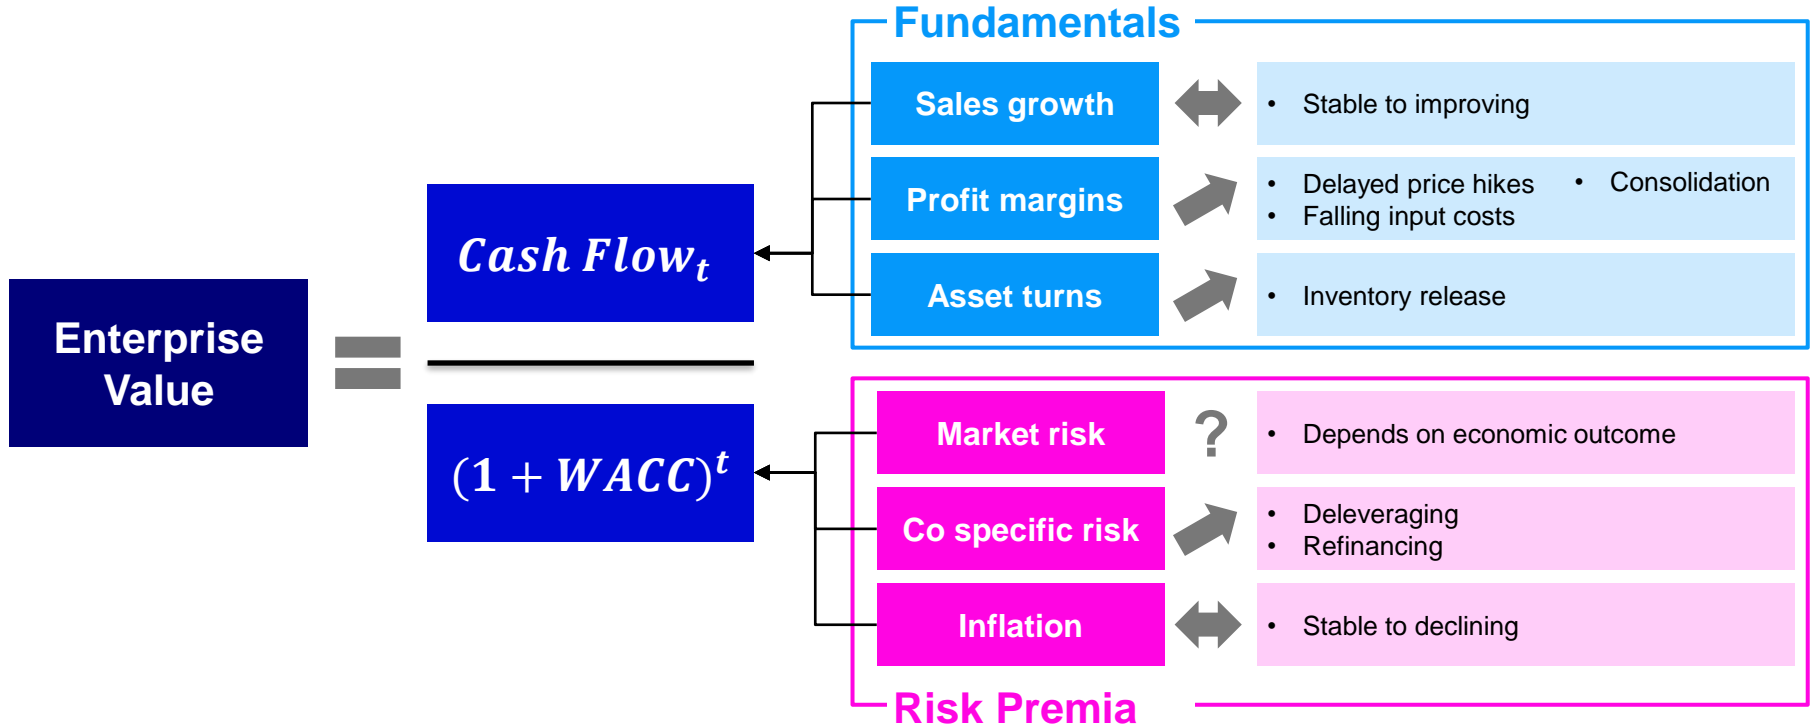 Fundamentals
Sales growth
• Stable to improving
Profit margins
• Delayed price hikes • Consolidation
• Falling input costs
Asset turns
• Inventory release
Enterprise
Value
=
Cash Flowₜ
(1 + WACC)ᵗ
Market risk
?
• Depends on economic outcome
Co specific risk
• Deleveraging
• Refinancing
Inflation
• Stable to declining
Risk Premia